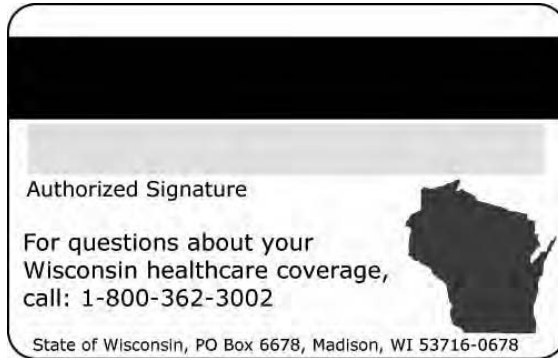 Authorized Signature
For questions about your
Wisconsin healthcare coverage,
call: 1-800-362-3002
State of Wisconsin, PO Box 6678, Madison, WI 53716-0678